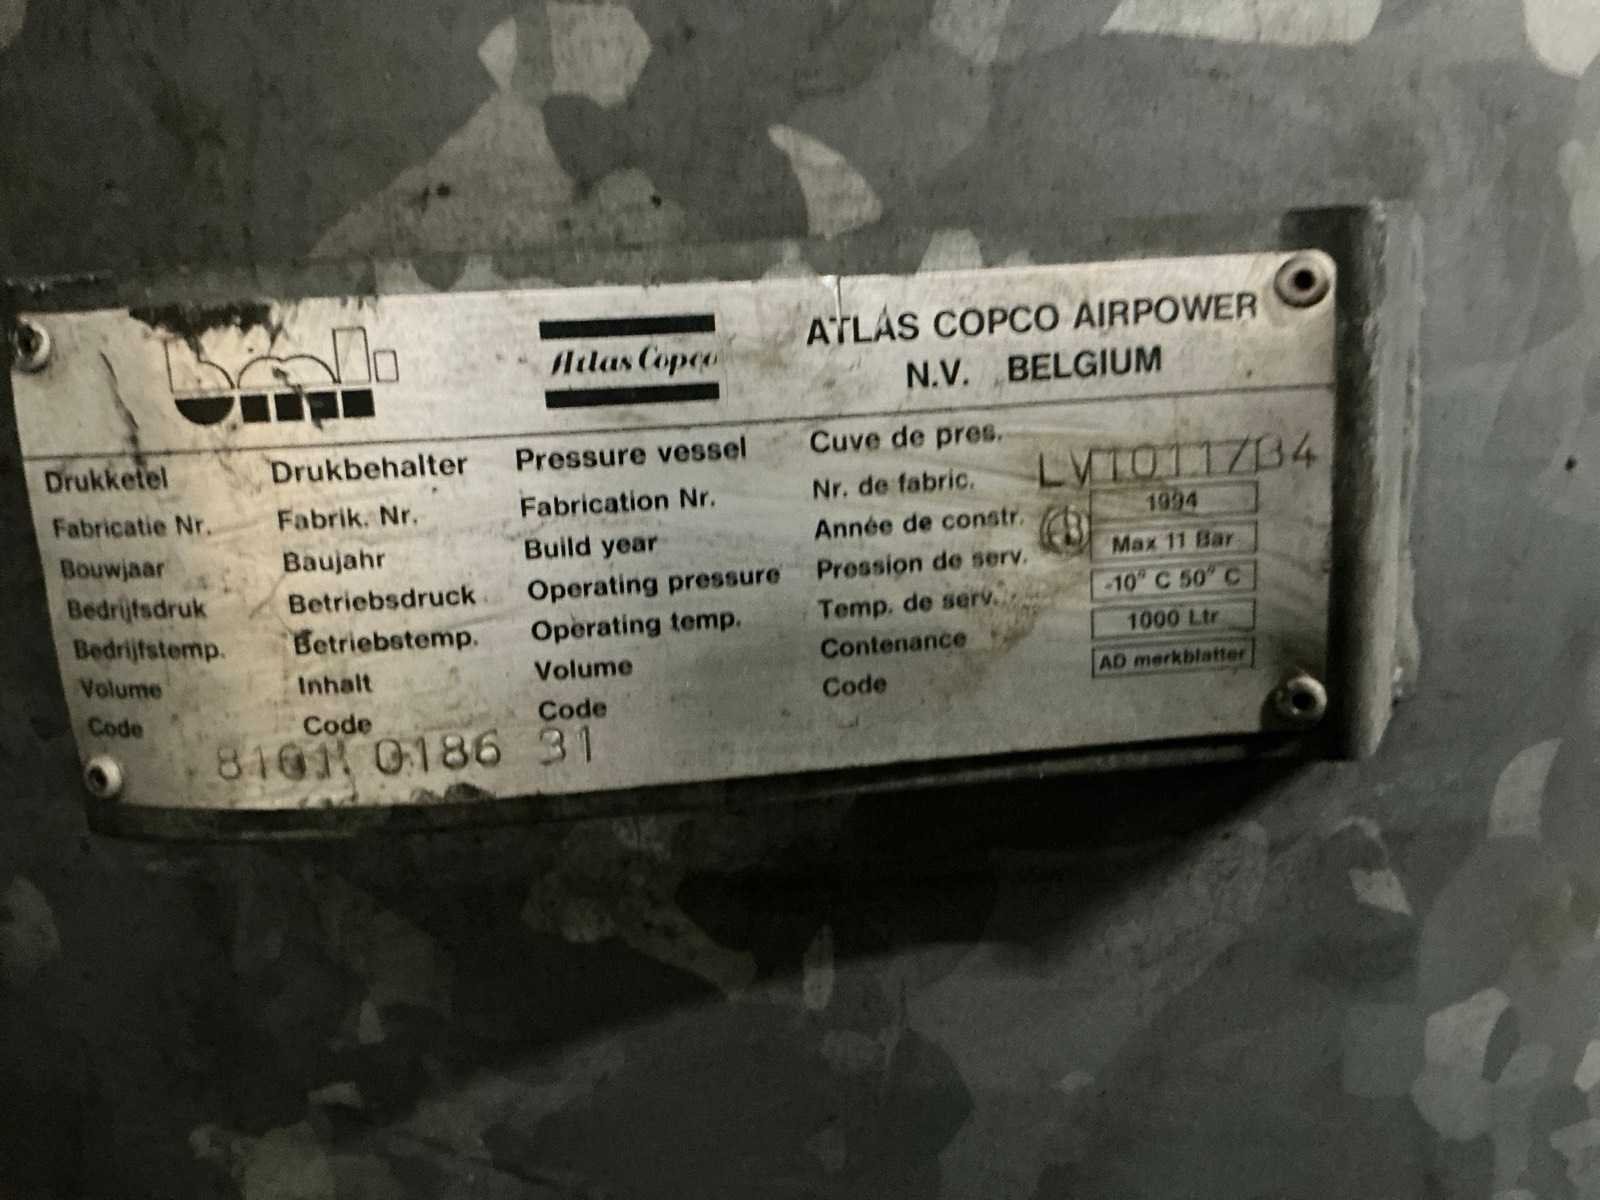 Atlas Copco
ATLAS COPCO AIRPOWER
N.V. BELGIUM
Drukketel Drukbehalter Pressure vessel Cuve de pres.
Fabricatie Nr. Fabrik. Nr. Fabrication Nr. Nr. de fabric. LV1011/B4
Bouwjaar Baujahr Build year Année de constr. 1994
Bedrijfsdruk Betriebsdruck Operating pressure Pression de serv. Max 11 Bar
Bedrijfstemp. Betriebstemp. Operating temp. Temp. de serv. -10° C 50° C
Volume Inhalt Volume Contenance 1000 Ltr
Code Code Code Code AD merkblatter
8101 0186 31